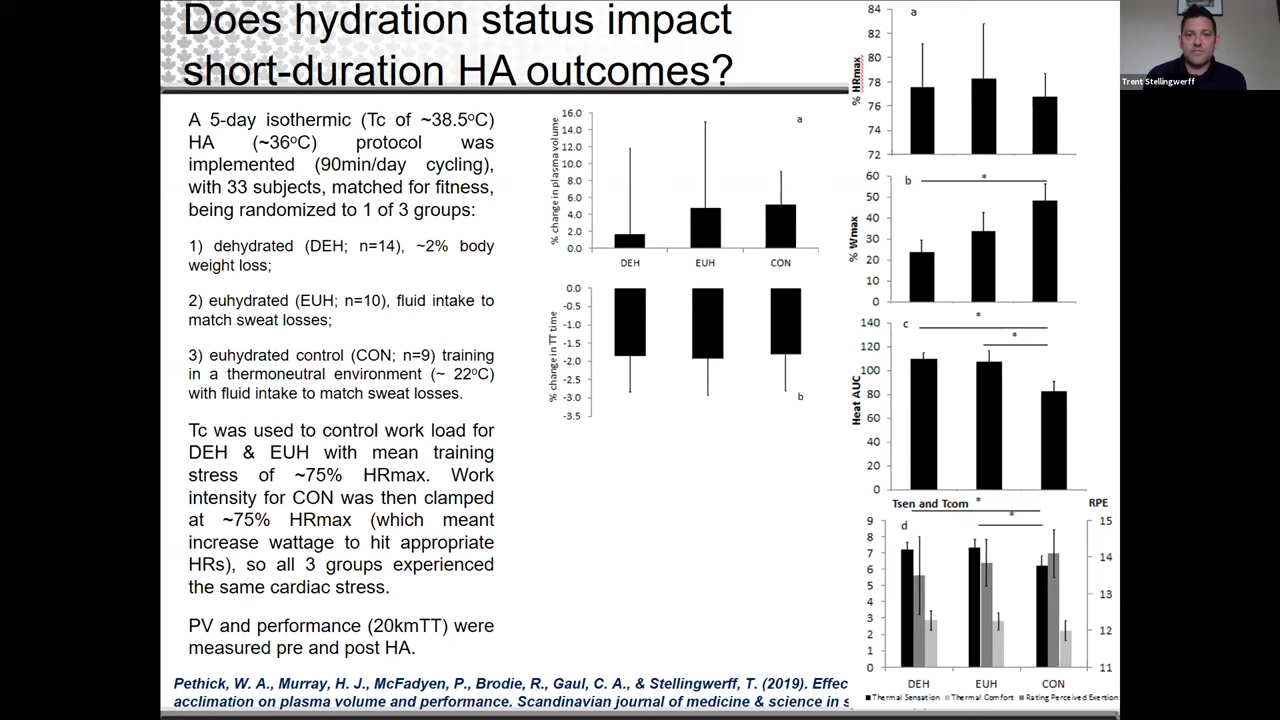 Does hydration status impact
short-duration HA outcomes?
A 5-day isothermic (Tc of ~38.5ºC)
HA (~36ºC) protocol was
implemented (90min/day cycling),
with 33 subjects, matched for fitness,
being randomized to 1 of 3 groups:
1) dehydrated (DEH; n=14), ~2% body
weight loss;
2) euhydrated (EUH; n=10), fluid intake to
match sweat losses;
3) euhydrated control (CON; n=9) training
in a thermoneutral environment (~ 22ºC)
with fluid intake to match sweat losses.
Tc was used to control work load for
DEH & EUH with mean training
stress of ~75% HRmax. Work
intensity for CON was then clamped
at ~75% HRmax (which meant
increase wattage to hit appropriate
HRs), so all 3 groups experienced
the same cardiac stress.
PV and performance (20kmTT) were
measured pre and post HA.
Pethick, W. A., Murray, H. J., McFadyen, P., Brodie, R., Gaul, C. A., & Stellingwerff, T. (2019). Effec
acclimation on plasma volume and performance. Scandinavian journal of medicine & science in s
% change in plasma volume
16.0
14.0
12.0
10.0
8.0
6.0
4.0
2.0
0.0
a
DEH EUH CON
% change in TT time
0.0
-0.5
-1.0
-1.5
-2.0
-2.5
-3.0
-3.5
b
% HRmax
84
82
80
78
76
74
72
a
% Wmax
60
50
40
30
20
10
0
b
*
Heat AUC
140
120
100
80
60
40
20
0
c
*
*
Tsen and Tcom
*
*
RPE
9
8
7
6
5
4
3
2
1
0
d
15
14
13
12
11
DEH EUH CON
Thermal Sensation Thermal Comfort Rating Perceived Exertion
Trent Stellingwerff